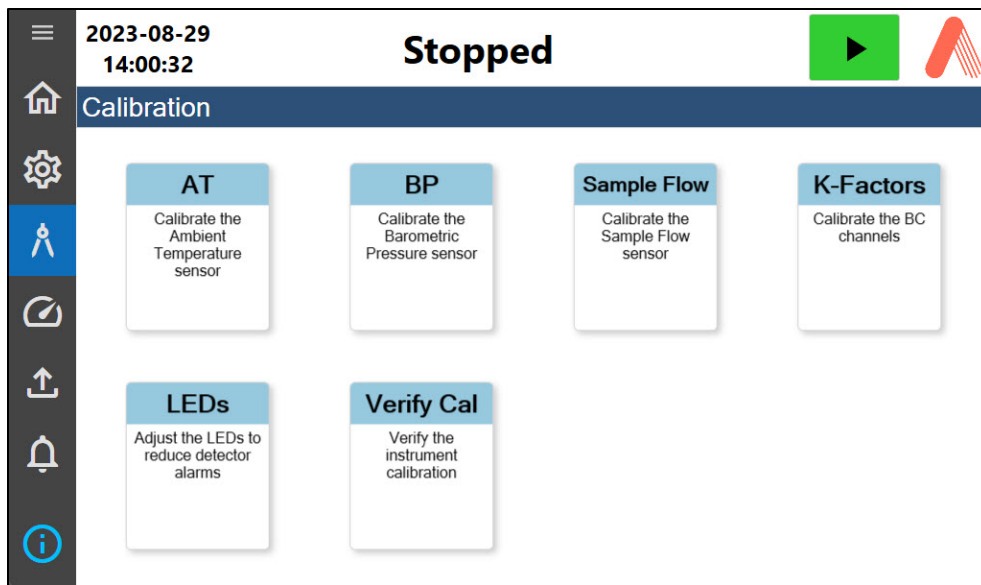 2023-08-29
14:00:32
Stopped
Calibration
AT
Calibrate the
Ambient
Temperature
sensor
BP
Calibrate the
Barometric
Pressure sensor
Sample Flow
Calibrate the
Sample Flow
sensor
K-Factors
Calibrate the BC
channels
LEDs
Adjust the LEDs to
reduce detector
alarms
Verify Cal
Verify the
instrument
calibration